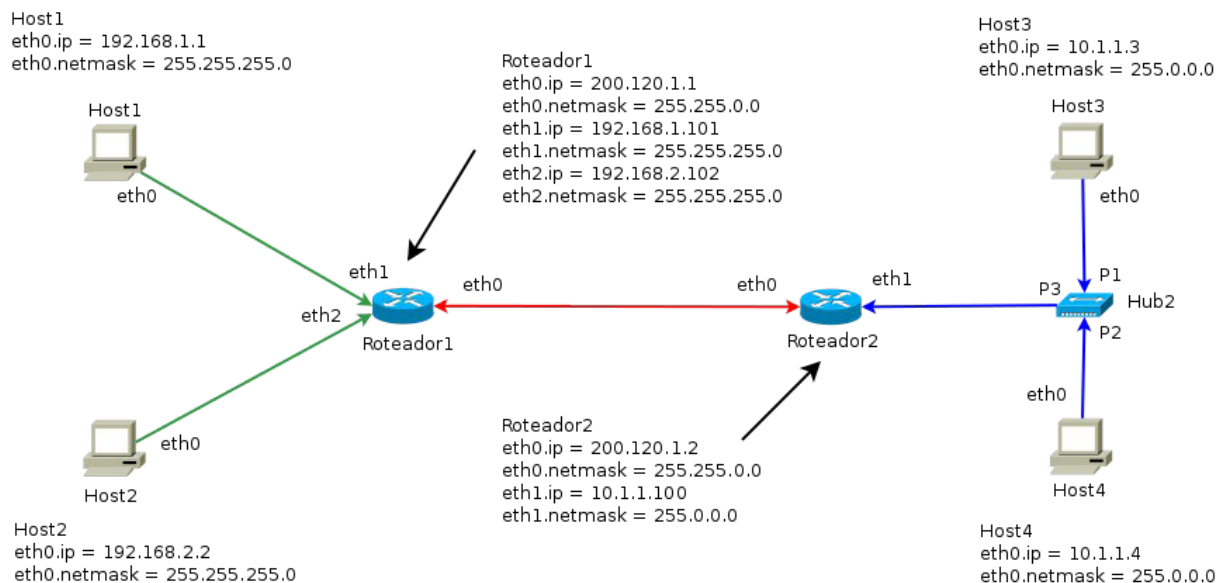 Host1
eth0.ip = 192.168.1.1
eth0.netmask = 255.255.255.0
Host1
eth0
Roteador1
eth0.ip = 200.120.1.1
eth0.netmask = 255.255.0.0
eth1.ip = 192.168.1.101
eth1.netmask = 255.255.255.0
eth2.ip = 192.168.2.102
eth2.netmask = 255.255.255.0
Host3
eth0.ip = 10.1.1.3
eth0.netmask = 255.0.0.0
Host3
eth0
eth1
eth2
eth0
Roteador1
eth0
eth1
Roteador2
P3
P1
Hub2
P2
eth0
Host2
eth0
Host4
Host2
eth0.ip = 192.168.2.2
eth0.netmask = 255.255.255.0
Roteador2
eth0.ip = 200.120.1.2
eth0.netmask = 255.255.0.0
eth1.ip = 10.1.1.100
eth1.netmask = 255.0.0.0
Host4
eth0.ip = 10.1.1.4
eth0.netmask = 255.0.0.0